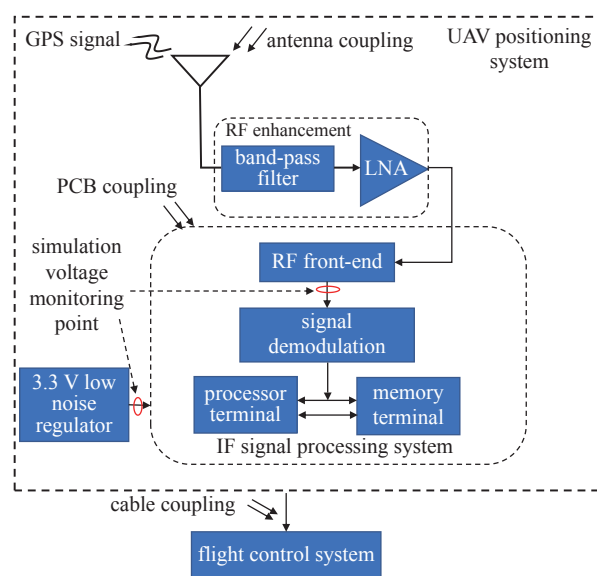 GPS signal
antenna coupling
UAV positioning
system
RF enhancement
band-pass
filter
LNA
PCB coupling
simulation
voltage
monitoring
point
RF front-end
signal
demodulation
3.3 V low
noise
regulator
processor
terminal
memory
terminal
IF signal processing system
cable coupling
flight control system